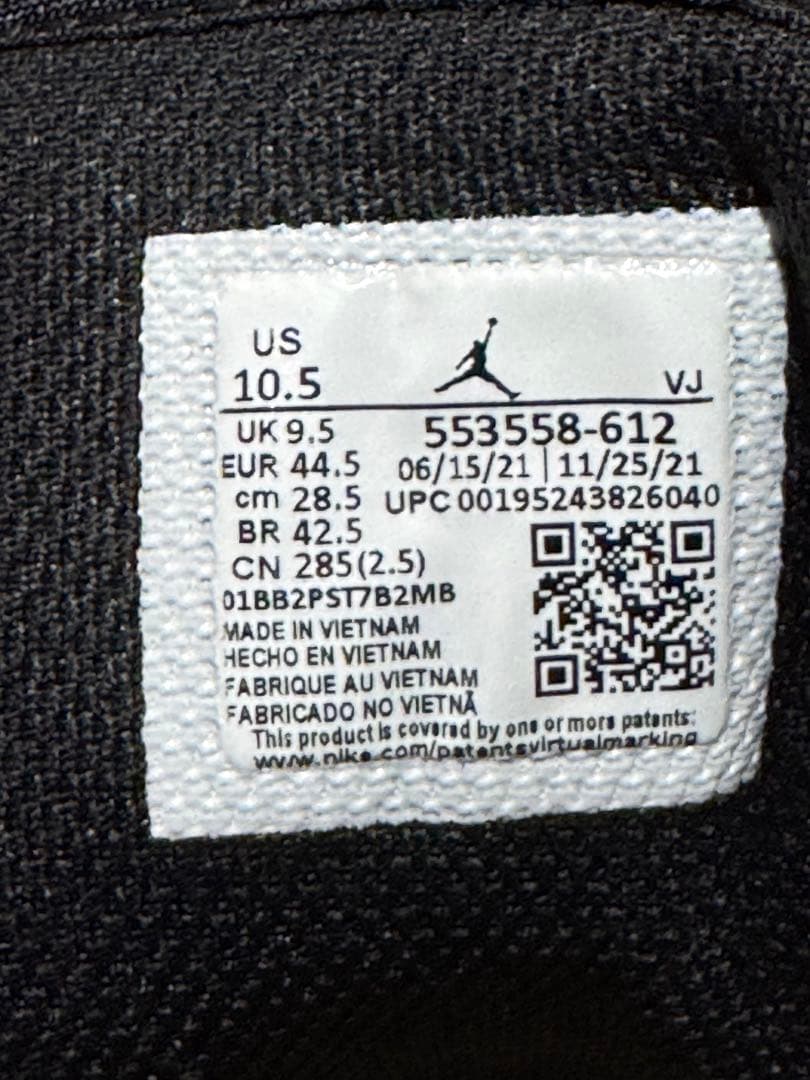 US
10.5 VJ
UK 9.5 553558-612
EUR 44.5 06/15/21 | 11/25/21
cm 28.5 UPC 00195243826040
BR 42.5
CN 285(2.5)
01BB2PST7B2MB
MADE IN VIETNAM
HECHO EN VIETNAM
FABRIQUE AU VIETNAM
FABRICADO NO VIETNÃ
This product is covered by one or more patents:
www.nike.com/patentsvirtualmarking